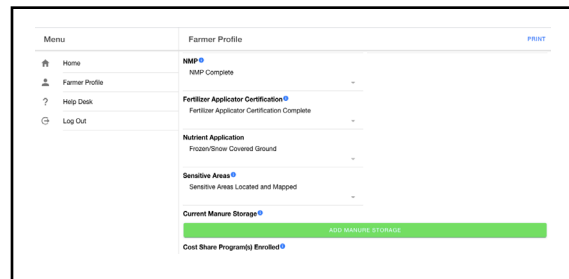 Menu
Farmer Profile
PRINT
Home
Farmer Profile
? Help Desk
Log Out
NMP
NMP Complete
Fertilizer Applicator Certification
Fertilizer Applicator Certification Complete
Nutrient Application
Frozen/Snow Covered Ground
Sensitive Areas
Sensitive Areas Located and Mapped
Current Manure Storage
ADD MANURE STORAGE
Cost Share Program(s) Enrolled